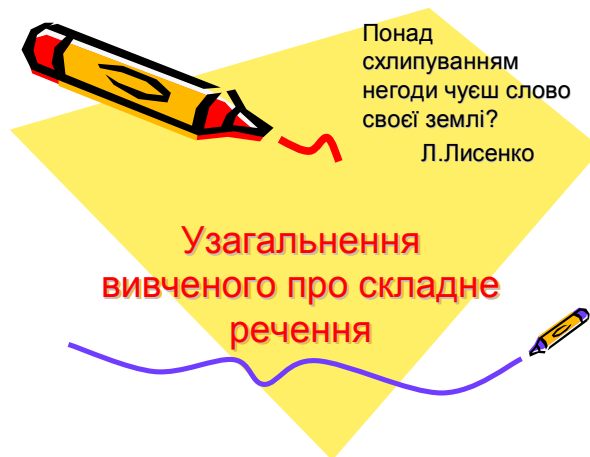 Понад
схлипуванням
негоди чуєш слово
своєї землі?
Л.Лисенко
Узагальнення
вивченого про складне
речення